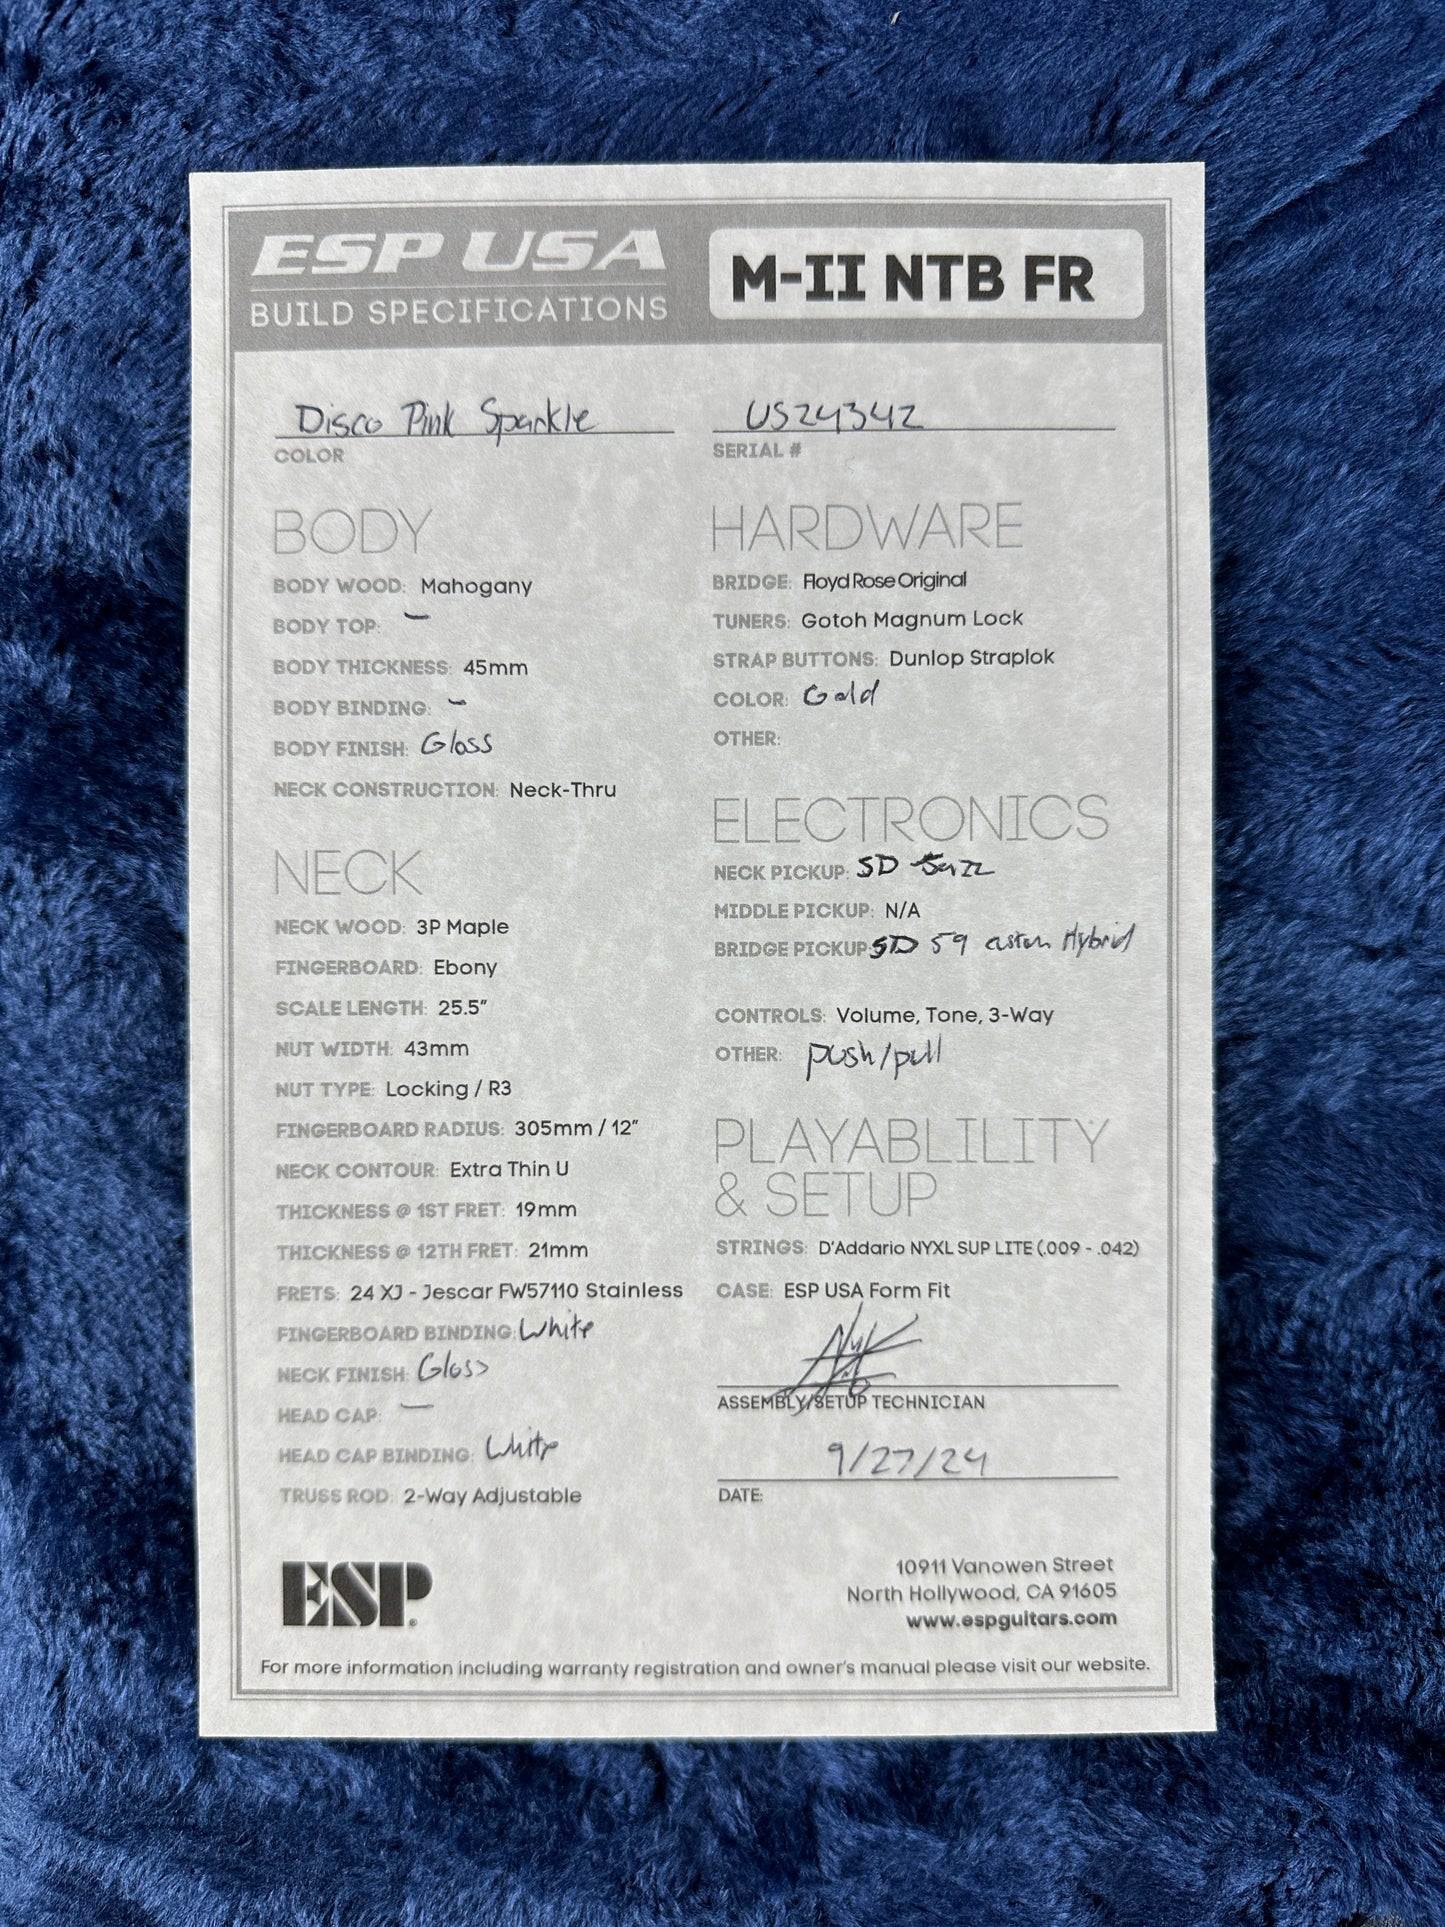 ESP USA
BUILD SPECIFICATIONS
M-II NTB FR
Disco Pink Sparkle
COLOR
US24342
SERIAL #
BODY
BODY WOOD: Mahogany
BODY TOP: –
BODY THICKNESS: 45mm
BODY BINDING: –
BODY FINISH: Gloss
NECK CONSTRUCTION: Neck-Thru
NECK
NECK WOOD: 3P Maple
FINGERBOARD: Ebony
SCALE LENGTH: 25.5"
NUT WIDTH: 43mm
NUT TYPE: Locking / R3
FINGERBOARD RADIUS: 305mm / 12"
NECK CONTOUR: Extra Thin U
THICKNESS @ 1ST FRET: 19mm
THICKNESS @ 12TH FRET: 21mm
FRETS: 24 XJ - Jescar FW57110 Stainless
FINGERBOARD BINDING: White
NECK FINISH: Gloss
HEAD CAP: –
HEAD CAP BINDING: White
TRUSS ROD: 2-Way Adjustable
HARDWARE
BRIDGE: Floyd Rose Original
TUNERS: Gotoh Magnum Lock
STRAP BUTTONS: Dunlop Straplok
COLOR: Gold
OTHER:
ELECTRONICS
NECK PICKUP: SD Jazz
MIDDLE PICKUP: N/A
BRIDGE PICKUP: SD 59 custom Hybrid
CONTROLS: Volume, Tone, 3-Way
OTHER: push/pull
PLAYABLILITY
& SETUP
STRINGS: D'Addario NYXL SUP LITE (.009 - .042)
CASE: ESP USA Form Fit
ASSEMBLY/SETUP TECHNICIAN
9/27/24
DATE:
ESP®
10911 Vanowen Street
North Hollywood, CA 91605
www.espguitars.com
For more information including warranty registration and owner's manual please visit our website.